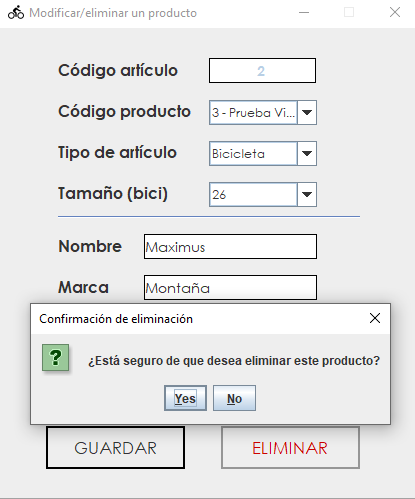 Modificar/eliminar un producto
Código artículo 2
Código producto 3 - Prueba Vi...
Tipo de artículo Bicicleta
Tamaño (bici) 26
Nombre Maximus
Marca Montaña
Confirmación de eliminación
¿Está seguro de que desea eliminar este producto?
Yes No
GUARDAR ELIMINAR